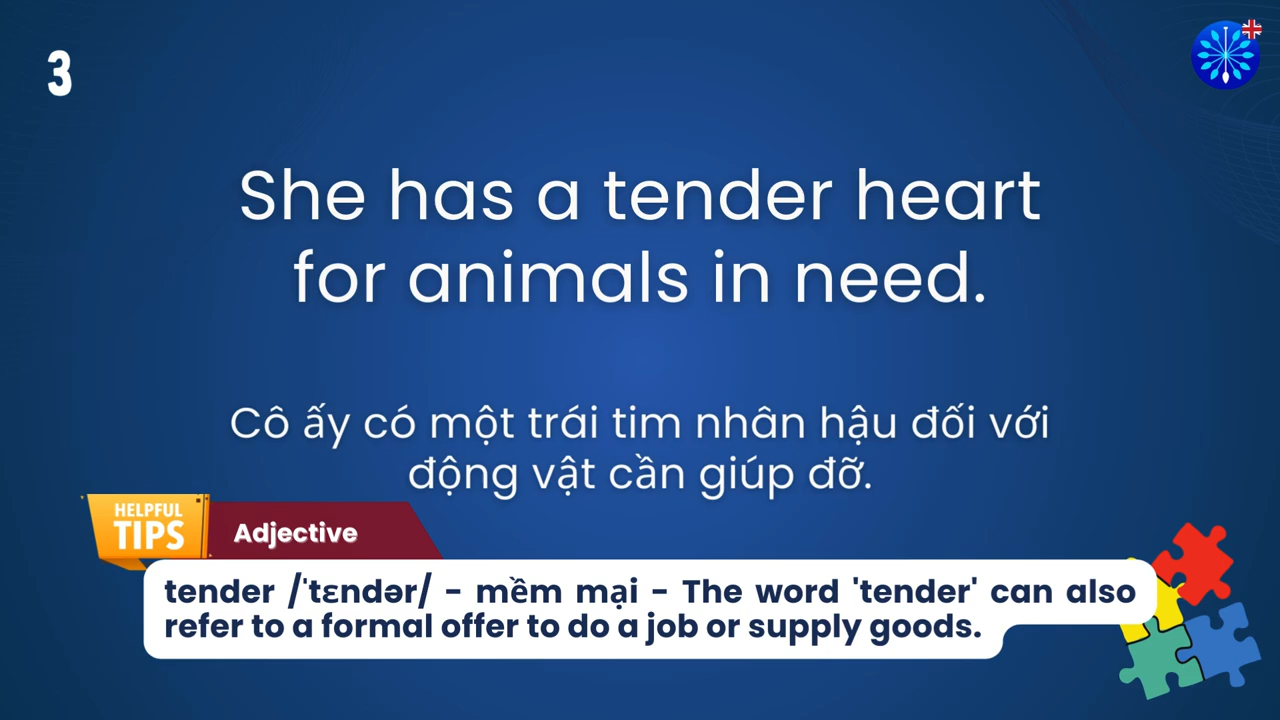 3
She has a tender heart
for animals in need.
Cô ấy có một trái tim nhân hậu đối với
động vật cần giúp đỡ.
HELPFUL
TIPS
Adjective
tender /ˈtɛndər/ - mềm mại - The word 'tender' can also
refer to a formal offer to do a job or supply goods.